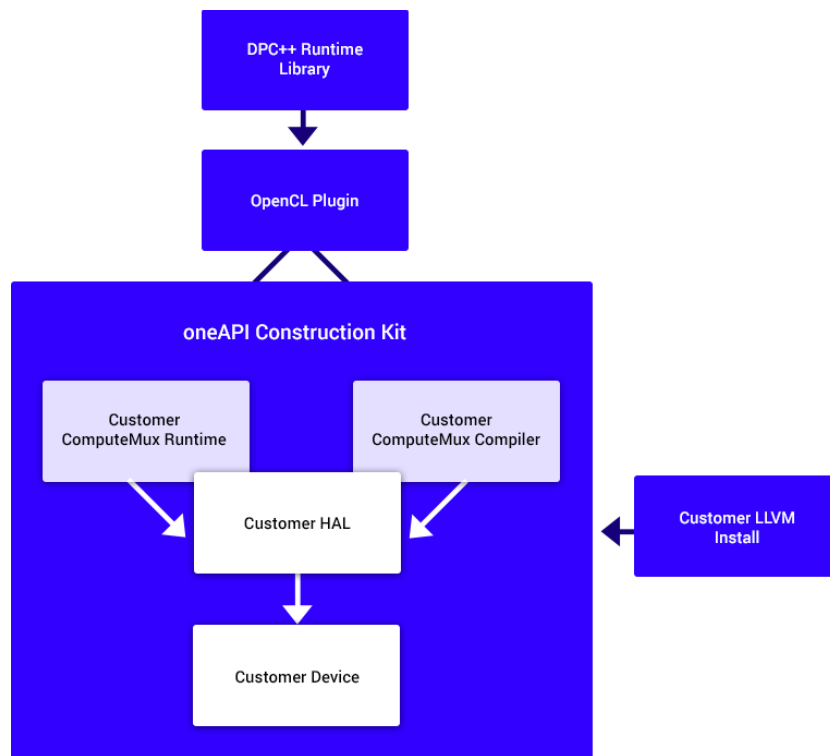 DPC++ Runtime
Library
OpenCL Plugin
oneAPI Construction Kit
Customer
ComputeMux Runtime
Customer
ComputeMux Compiler
Customer HAL
Customer LLVM
Install
Customer Device